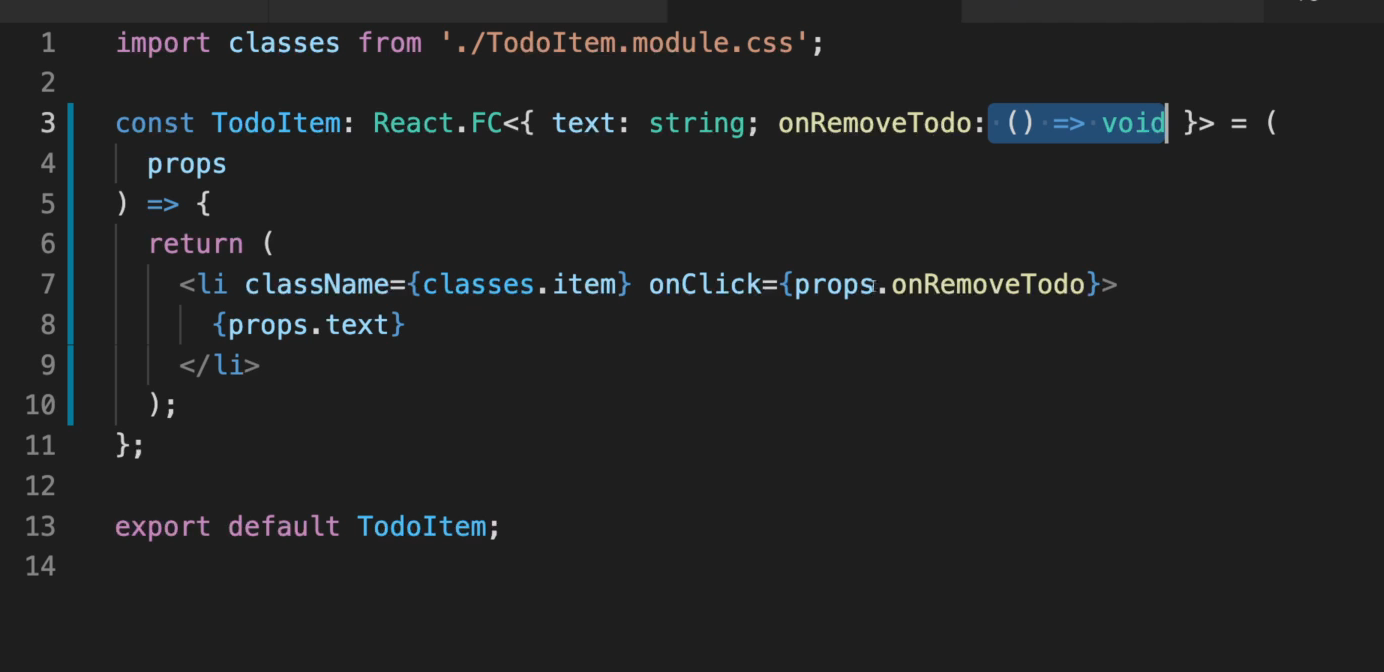 1 import classes from './TodoItem.module.css';
2
3 const TodoItem: React.FC<{ text: string; onRemoveTodo: () => void }> = (
4   props
5 ) => {
6   return (
7     <li className={classes.item} onClick={props.onRemoveTodo}>
8       {props.text}
9     </li>
10   );
11 };
12
13 export default TodoItem;
14